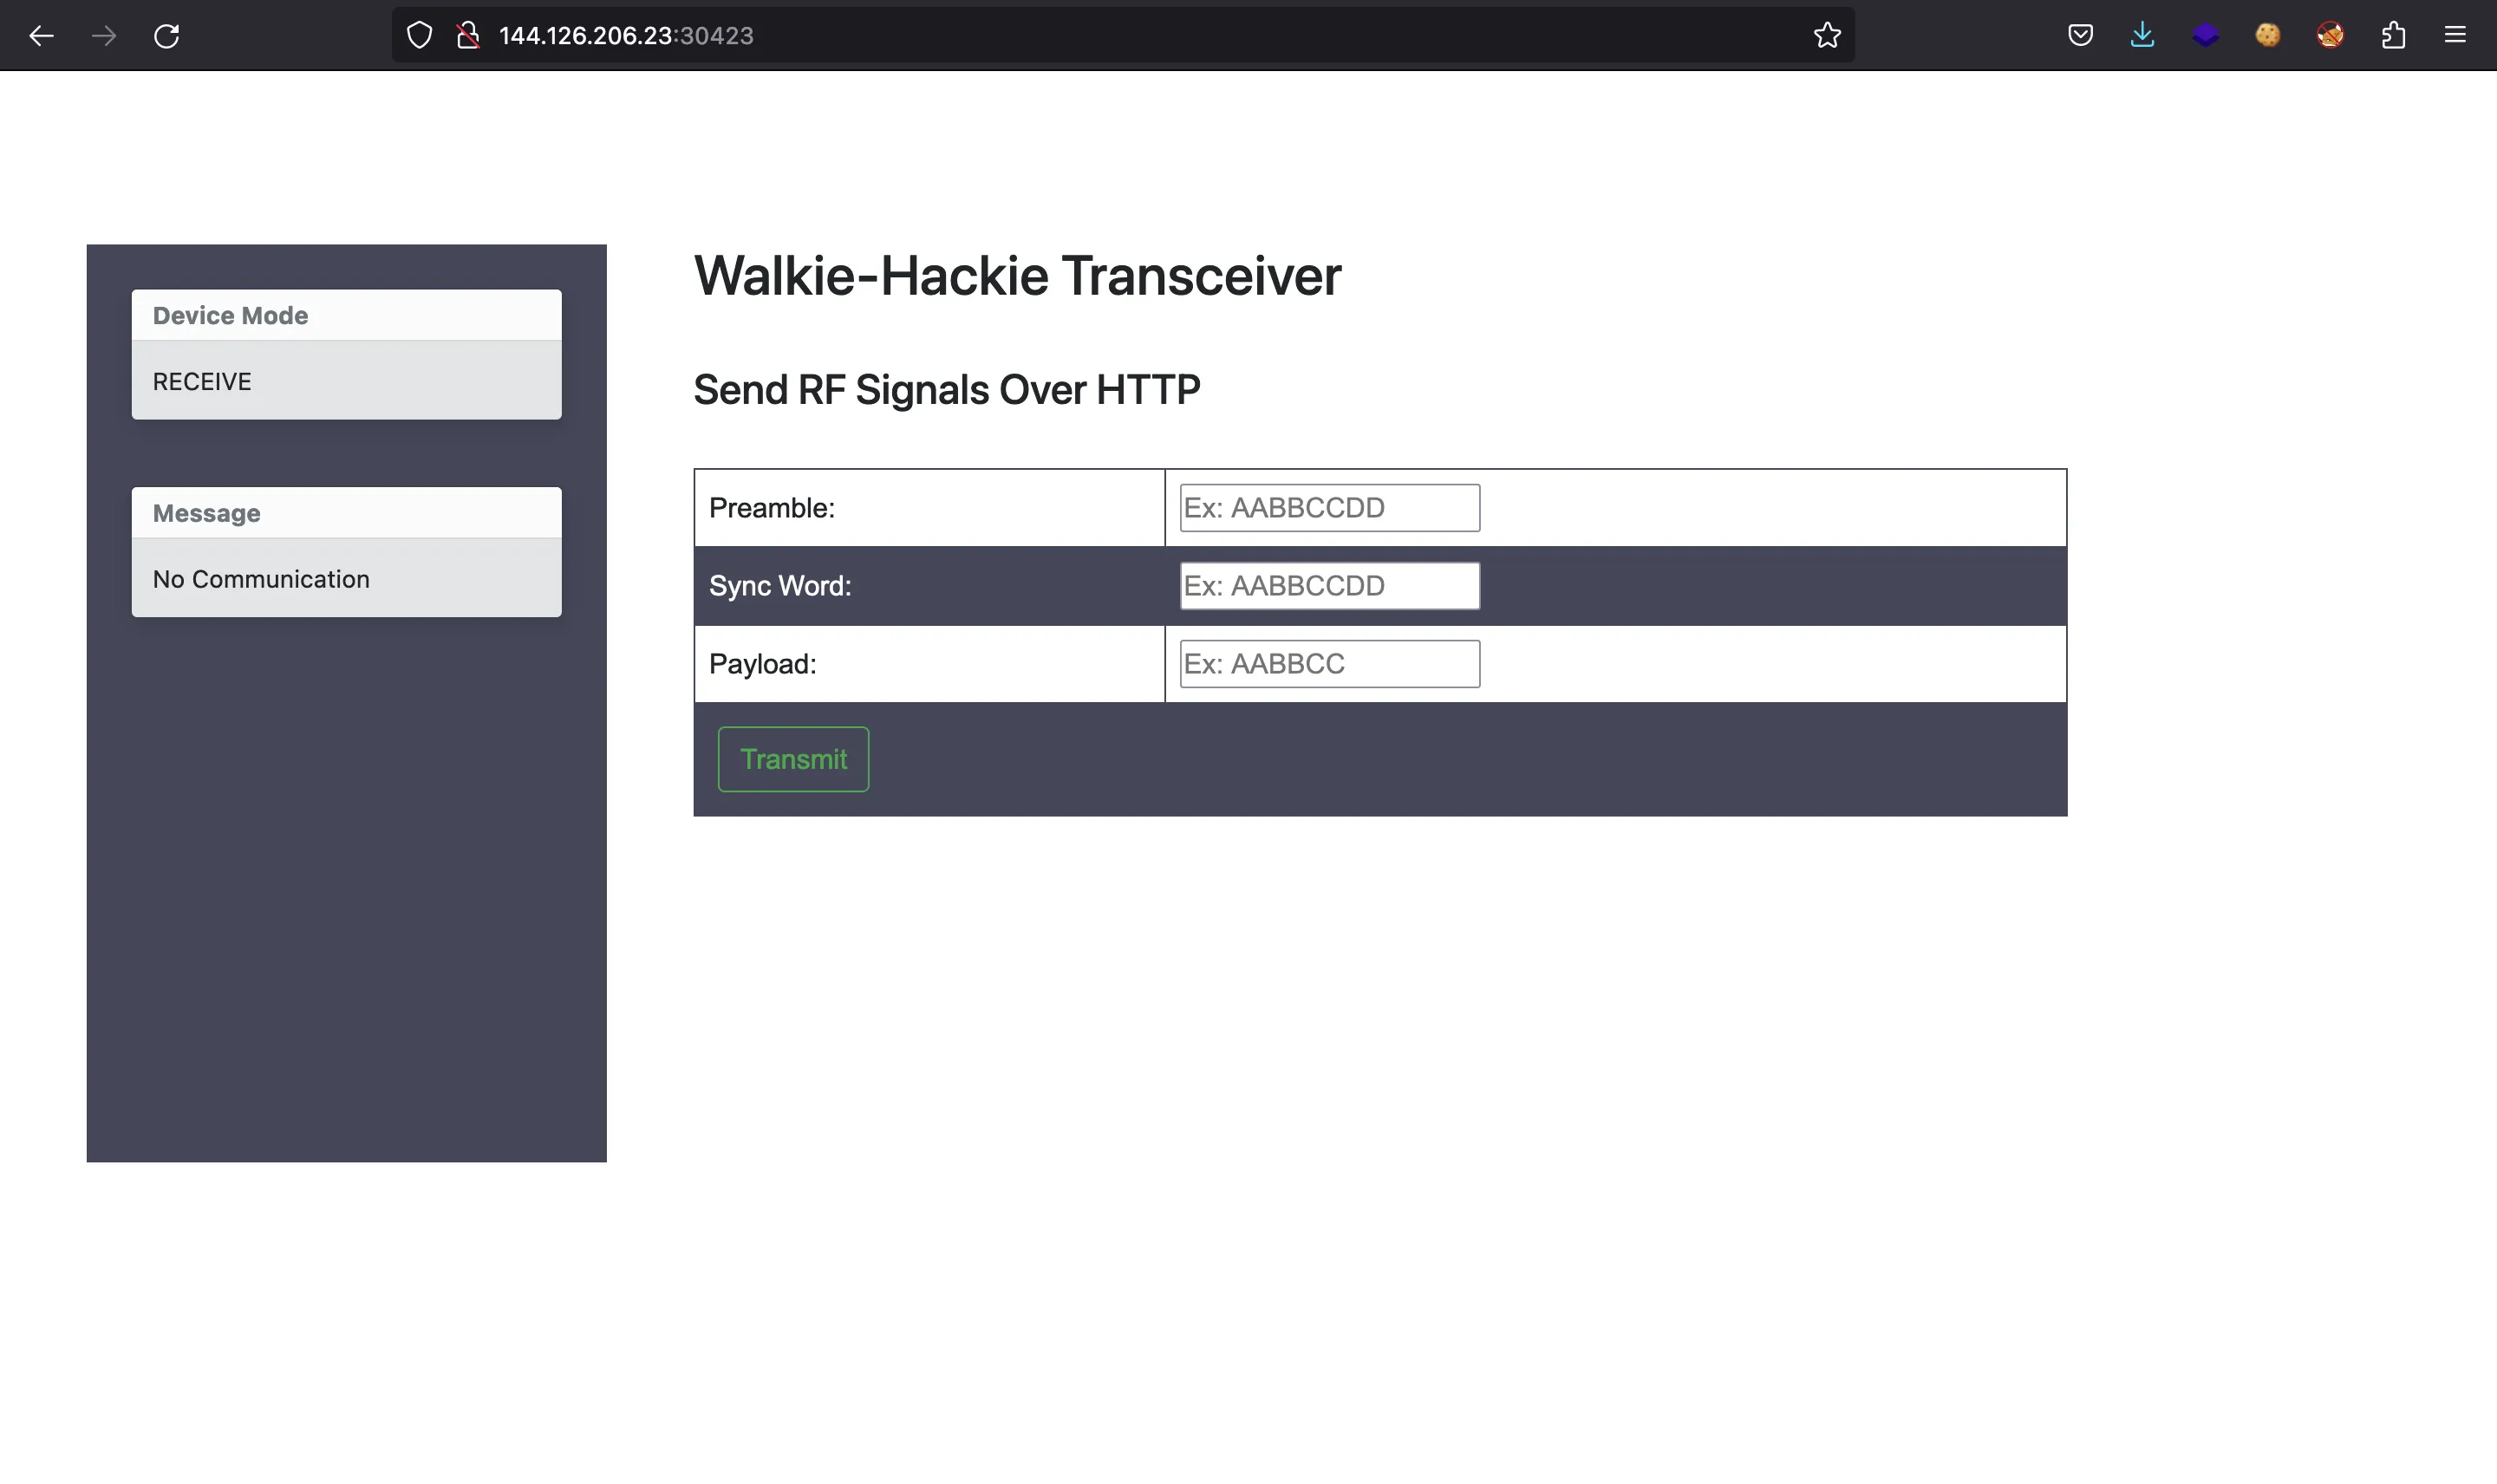 144.126.206.23:30423
Device Mode
RECEIVE
Message
No Communication
Walkie-Hackie Transceiver
Send RF Signals Over HTTP
Preamble: Ex: AABBCCDD
Sync Word: Ex: AABBCCDD
Payload: Ex: AABBCC
Transmit